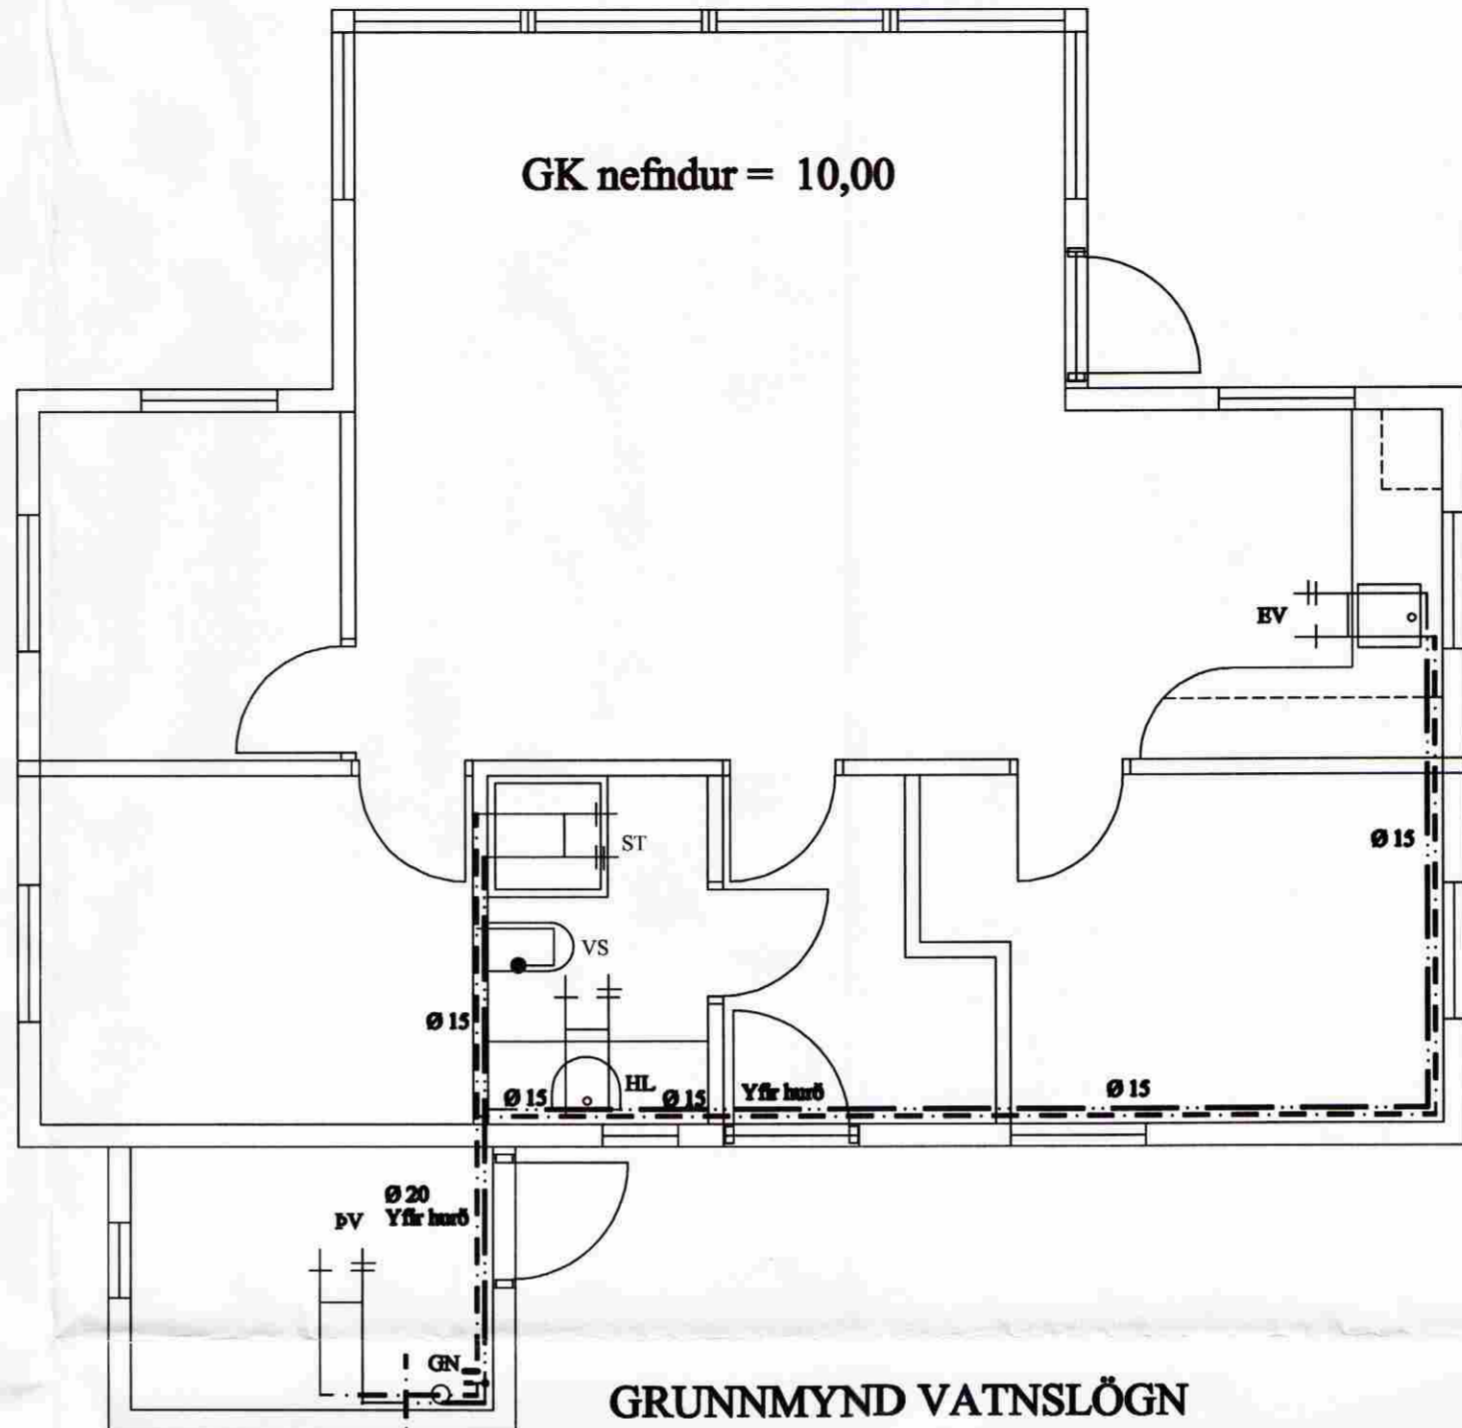 GK nefndur = 10,00
EV
Ø 15
ST
VS
Ø 15
HL
Ø 15
Ø 15
Yfir hurð
Ø 15
Ø 20
Yfir hurð
ÞV
GN
GRUNNMYND VATNSLÖGN